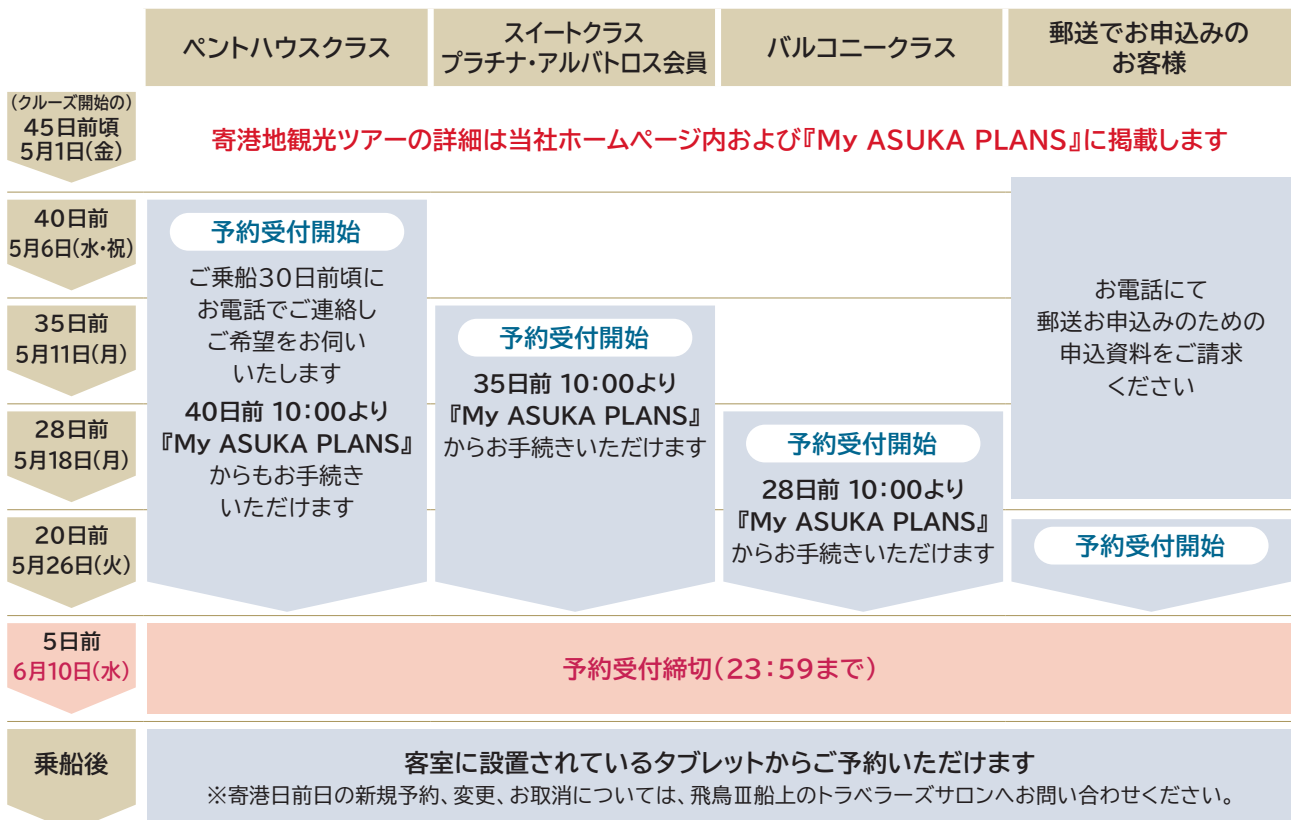 ペントハウスクラス
スイートクラス
プラチナ・アルバトロス会員
バルコニークラス
郵送でお申込みの
お客様
(クルーズ開始の)
45日前頃
5月1日(金)
寄港地観光ツアーの詳細は当社ホームページ内および『My ASUKA PLANS』に掲載します
40日前
5月6日(水・祝)
35日前
5月11日(月)
28日前
5月18日(月)
20日前
5月26日(火)
予約受付開始
ご乗船30日前頃に
お電話でご連絡し
ご希望をお伺い
いたします
40日前 10:00より
『My ASUKA PLANS』
からもお手続き
いただけます
予約受付開始
35日前 10:00より
『My ASUKA PLANS』
からお手続きいただけます
予約受付開始
28日前 10:00より
『My ASUKA PLANS』
からお手続きいただけます
お電話にて
郵送お申込みのための
申込資料をご請求
ください
予約受付開始
5日前
6月10日(水)
予約受付締切(23:59まで)
乗船後
客室に設置されているタブレットからご予約いただけます
※寄港日前日の新規予約、変更、お取消については、飛鳥Ⅲ船上のトラベラーズサロンへお問い合わせください。